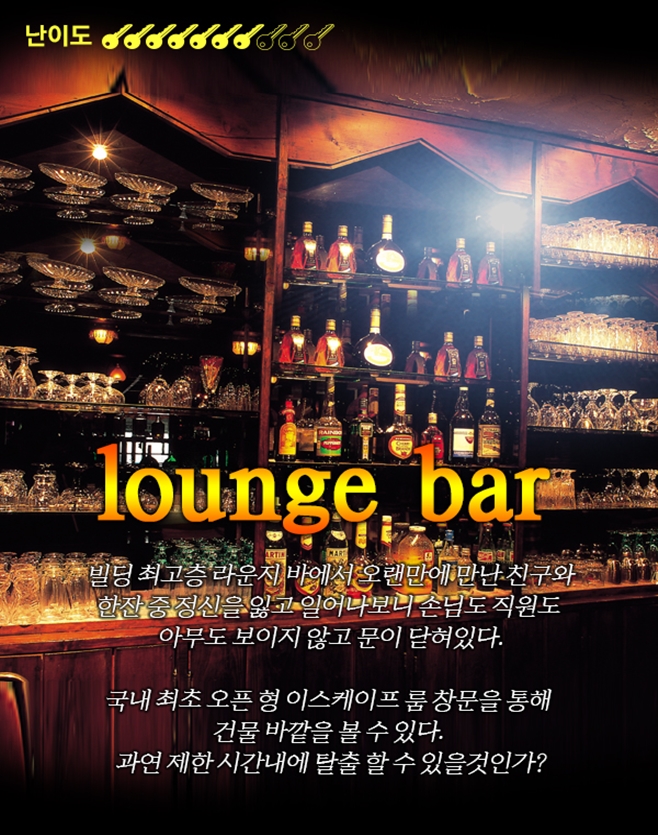 난이도
lounge bar
빌딩 최고층 라운지 바에서 오랜만에 만난 친구와
한잔 중 정신을 잃고 일어나보니 손님도 직원도
아무도 보이지 않고 문이 닫혀있다.
국내 최초 오픈 형 이스케이프 룸 창문을 통해
건물 바깥을 볼 수 있다.
과연 제한 시간내에 탈출 할 수 있을것인가?